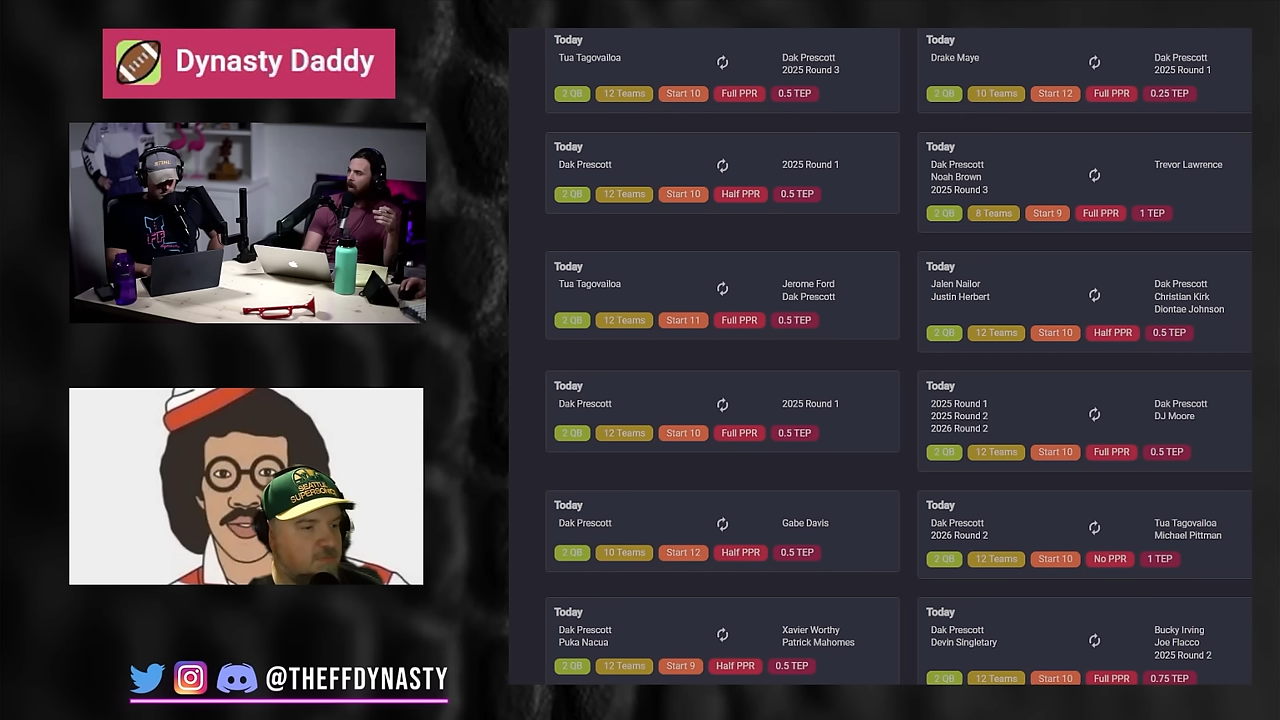 Dynasty Daddy
STIHL
SEATTLE
SUPERSONICS
@THEFFDYNASTY
Today
Tua Tagovailoa
Dak Prescott
2025 Round 3
2 QB 12 Teams Start 10 Full PPR 0.5 TEP
Today
Drake Maye
Dak Prescott
2025 Round 1
2 QB 10 Teams Start 12 Full PPR 0.25 TEP
Today
Dak Prescott
2025 Round 1
2 QB 12 Teams Start 10 Half PPR 0.5 TEP
Today
Dak Prescott
Noah Brown
2025 Round 3
Trevor Lawrence
2 QB 8 Teams Start 9 Full PPR 1 TEP
Today
Tua Tagovailoa
Jerome Ford
Dak Prescott
2 QB 12 Teams Start 11 Full PPR 0.5 TEP
Today
Jalen Nailor
Justin Herbert
Dak Prescott
Christian Kirk
Diontae Johnson
2 QB 12 Teams Start 10 Half PPR 0.5 TEP
Today
Dak Prescott
2025 Round 1
2 QB 12 Teams Start 10 Full PPR 0.5 TEP
Today
2025 Round 1
2025 Round 2
2026 Round 2
Dak Prescott
DJ Moore
2 QB 12 Teams Start 10 Full PPR 0.5 TEP
Today
Dak Prescott
Gabe Davis
2 QB 10 Teams Start 12 Half PPR 0.5 TEP
Today
Dak Prescott
2026 Round 2
Tua Tagovailoa
Michael Pittman
2 QB 12 Teams Start 10 No PPR 1 TEP
Today
Dak Prescott
Puka Nacua
Xavier Worthy
Patrick Mahomes
2 QB 12 Teams Start 9 Half PPR 0.5 TEP
Today
Dak Prescott
Devin Singletary
Bucky Irving
Joe Flacco
2025 Round 2
2 QB 12 Teams Start 10 Full PPR 0.75 TEP